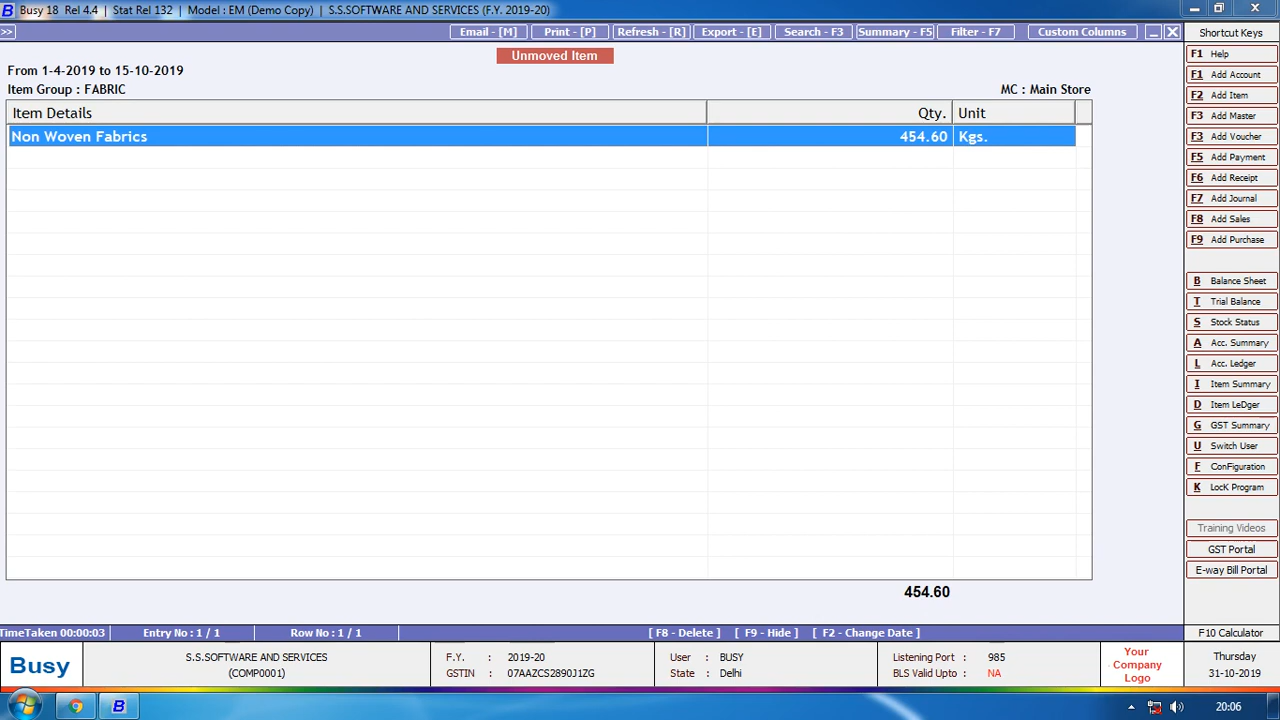 Busy 18 Rel 4.4 | Stat Rel 132 | Model : EM (Demo Copy) | S.S.SOFTWARE AND SERVICES (F.Y. 2019-20)
>> Email - [M] Print - [P] Refresh - [R] Export - [E] Search - F3 Summary - F5 Filter - F7 Custom Columns
Unmoved Item
From 1-4-2019 to 15-10-2019
Item Group : FABRIC MC : Main Store
Item Details Qty. Unit
Non Woven Fabrics 454.60 Kgs.
454.60
TimeTaken 00:00:03 Entry No : 1 / 1 Row No : 1 / 1 [ F8 - Delete ] [ F9 - Hide ] [ F2 - Change Date ]
Shortcut Keys
F1 Help
F1 Add Account
F2 Add Item
F3 Add Master
F3 Add Voucher
F5 Add Payment
F6 Add Receipt
F7 Add Journal
F8 Add Sales
F9 Add Purchase
B Balance Sheet
T Trial Balance
S Stock Status
A Acc. Summary
L Acc. Ledger
I Item Summary
D Item LeDger
G GST Summary
U Switch User
F ConFiguration
K LocK Program
Training Videos
GST Portal
E-way Bill Portal
F10 Calculator
Busy
S.S.SOFTWARE AND SERVICES
(COMP0001)
F.Y. : 2019-20
GSTIN : 07AAZCS2890J1ZG
User : BUSY
State : Delhi
Listening Port : 985
BLS Valid Upto : NA
Your
Company
Logo
Thursday
31-10-2019
B
20:06